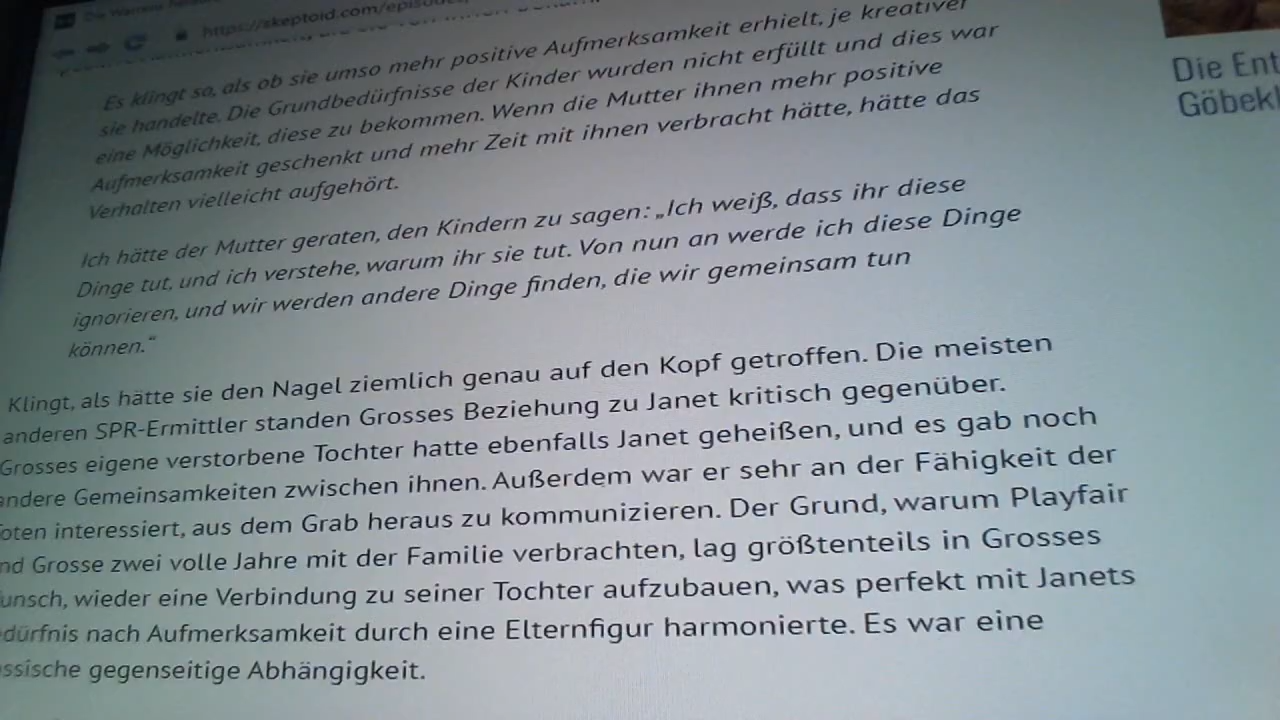 Die Warrens
https://skeptoid.com/episodes
Es klingt so, als ob sie umso mehr positive Aufmerksamkeit erhielt, je kreativer
sie handelte. Die Grundbedürfnisse der Kinder wurden nicht erfüllt und dies war
eine Möglichkeit, diese zu bekommen. Wenn die Mutter ihnen mehr positive
Aufmerksamkeit geschenkt und mehr Zeit mit ihnen verbracht hätte, hätte das
Verhalten vielleicht aufgehört.
Ich hätte der Mutter geraten, den Kindern zu sagen: „Ich weiß, dass ihr diese
Dinge tut, und ich verstehe, warum ihr sie tut. Von nun an werde ich diese Dinge
ignorieren, und wir werden andere Dinge finden, die wir gemeinsam tun
können.“
Klingt, als hätte sie den Nagel ziemlich genau auf den Kopf getroffen. Die meisten
anderen SPR-Ermittler standen Grosses Beziehung zu Janet kritisch gegenüber.
Grosses eigene verstorbene Tochter hatte ebenfalls Janet geheißen, und es gab noch
andere Gemeinsamkeiten zwischen ihnen. Außerdem war er sehr an der Fähigkeit der
oten interessiert, aus dem Grab heraus zu kommunizieren. Der Grund, warum Playfair
nd Grosse zwei volle Jahre mit der Familie verbrachten, lag größtenteils in Grosses
unsch, wieder eine Verbindung zu seiner Tochter aufzubauen, was perfekt mit Janets
dürfnis nach Aufmerksamkeit durch eine Elternfigur harmonierte. Es war eine
ssische gegenseitige Abhängigkeit.
Die Ent
Göbekl